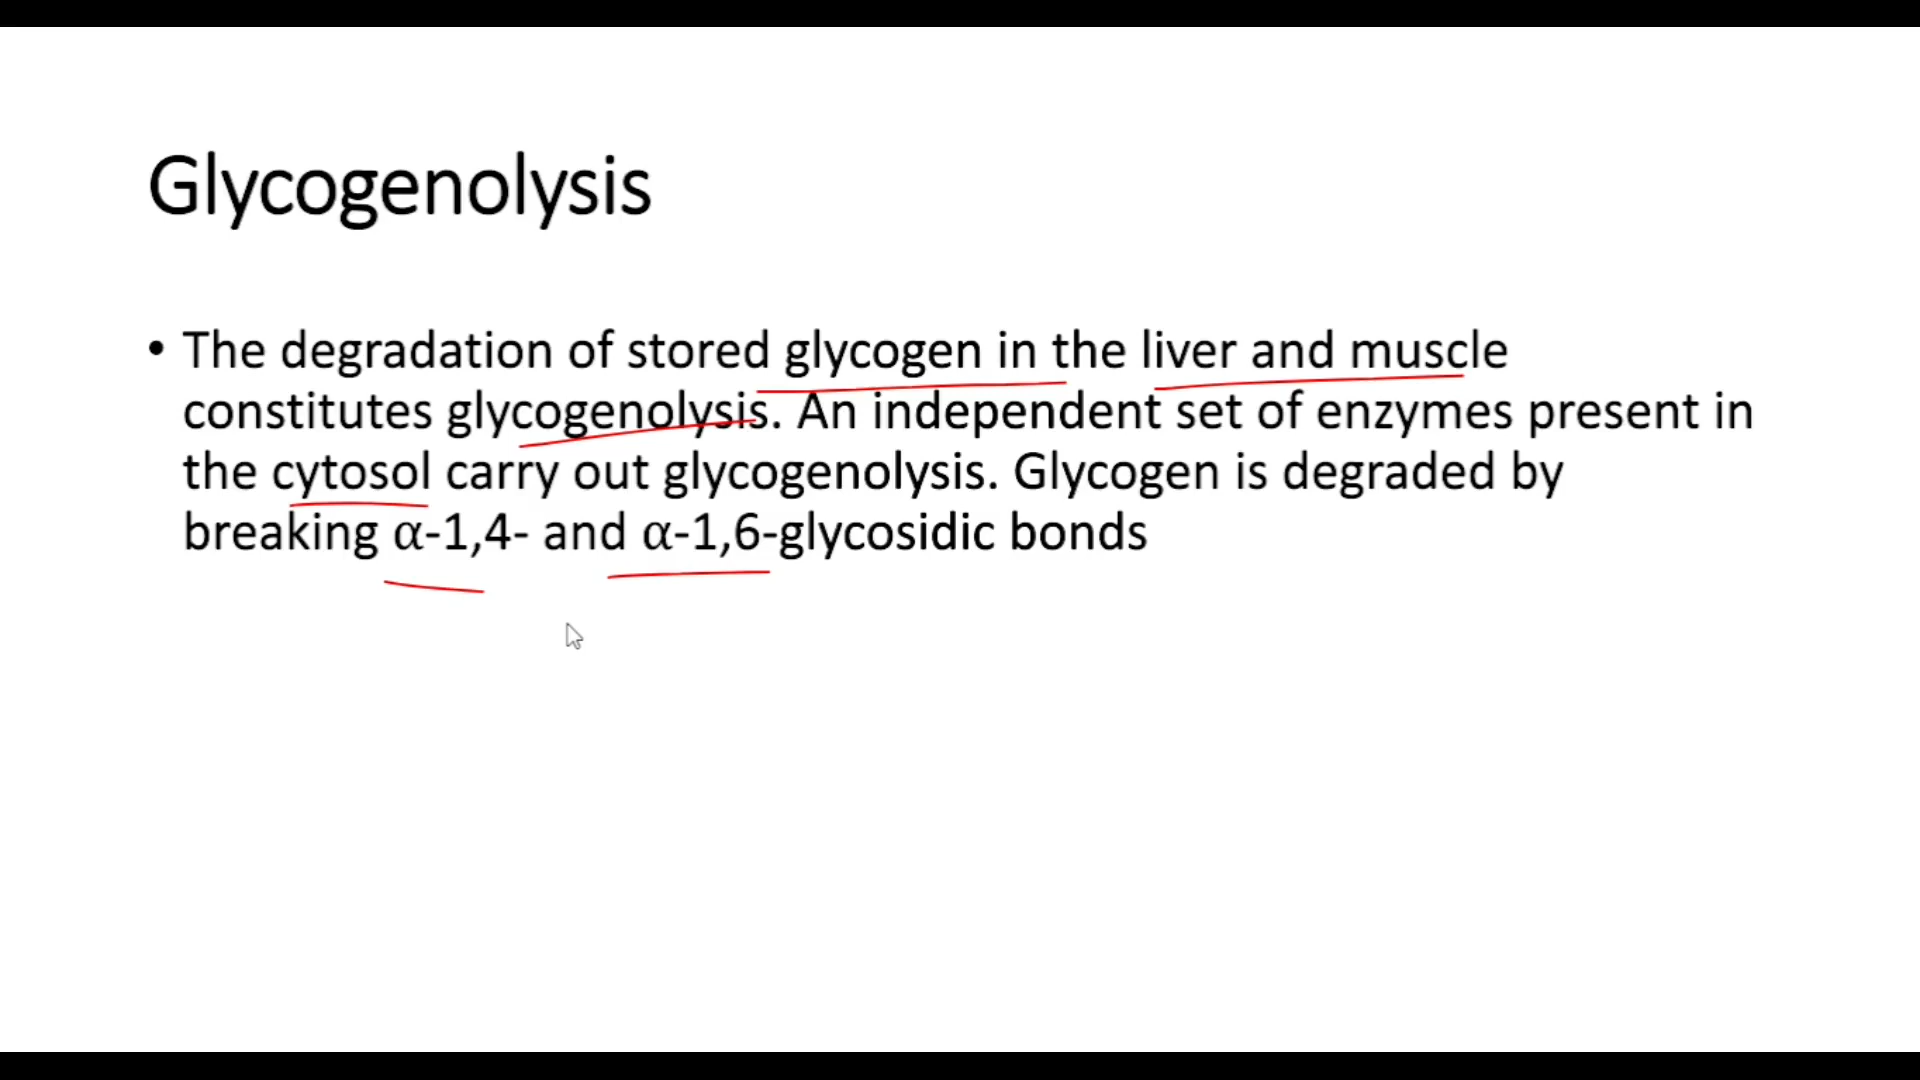 Glycogenolysis
• The degradation of stored glycogen in the liver and muscle
constitutes glycogenolysis. An independent set of enzymes present in
the cytosol carry out glycogenolysis. Glycogen is degraded by
breaking α-1,4- and α-1,6-glycosidic bonds